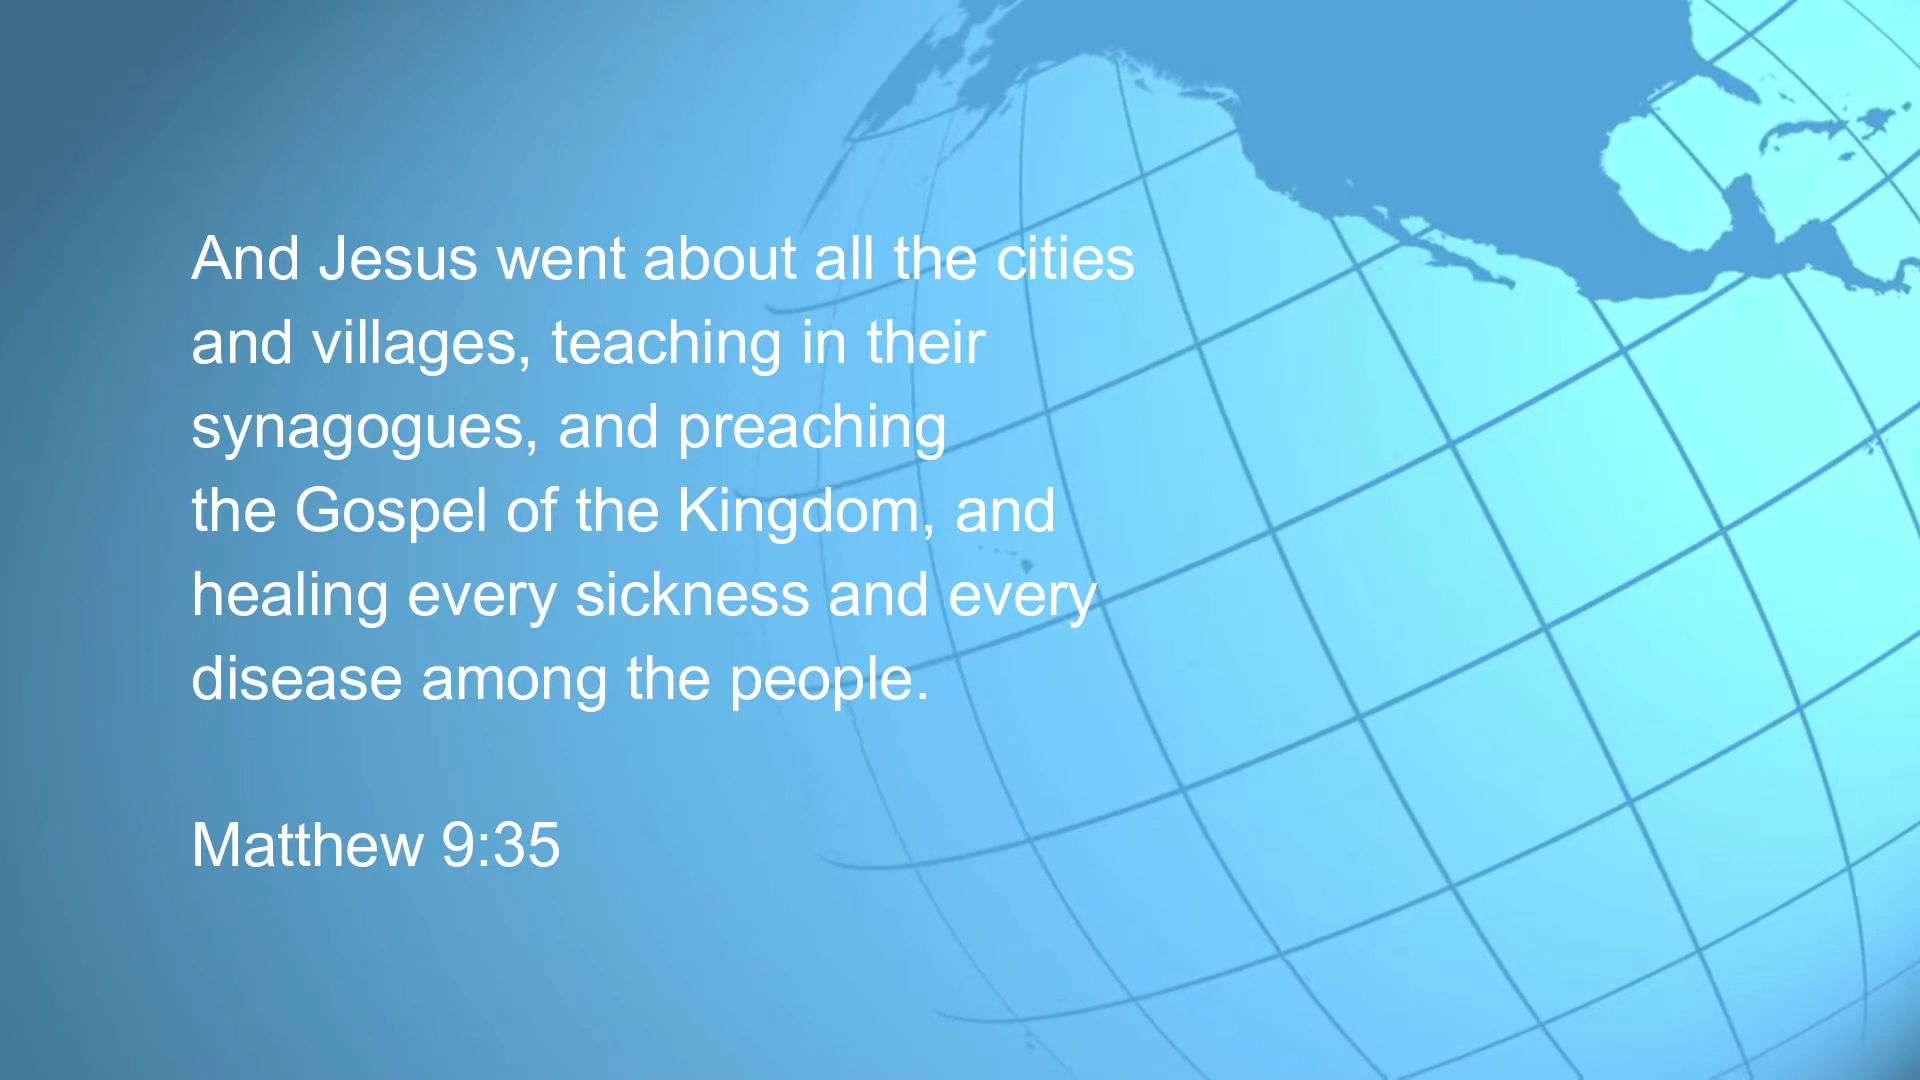 And Jesus went about all the cities
and villages, teaching in their
synagogues, and preaching
the Gospel of the Kingdom, and
healing every sickness and every
disease among the people.
Matthew 9:35